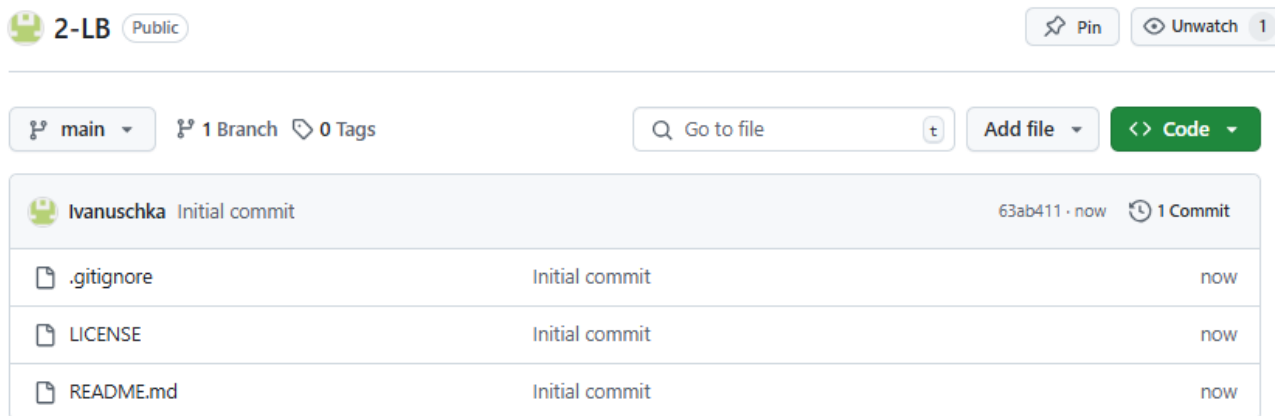 2-LB Public Pin Unwatch 1
main 1 Branch 0 Tags Go to file t Add file Code
Ivanuschka Initial commit 63ab411 · now 1 Commit
.gitignore Initial commit now
LICENSE Initial commit now
README.md Initial commit now